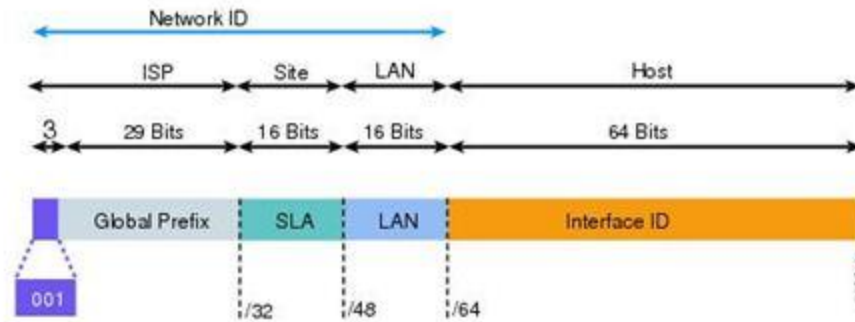 Network ID
ISP Site LAN Host
3 29 Bits 16 Bits 16 Bits 64 Bits
Global Prefix SLA LAN Interface ID
001
/32 /48 /64